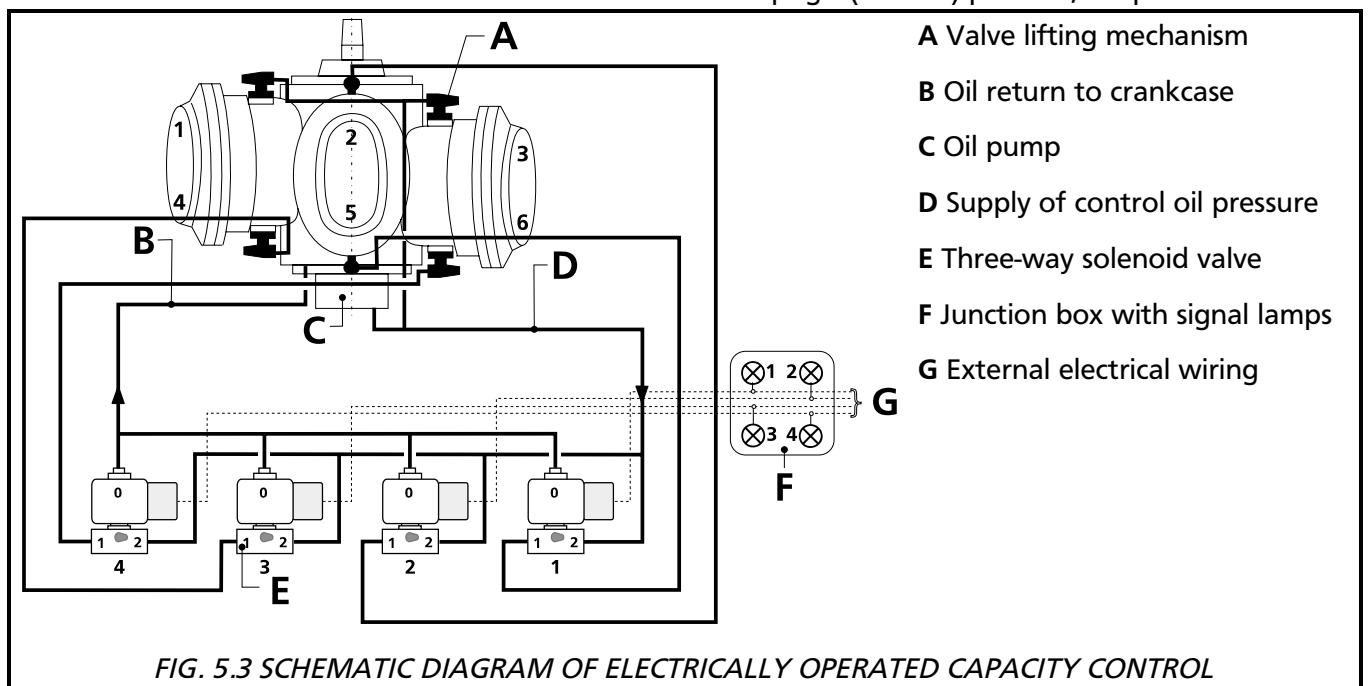 A
A Valve lifting mechanism
B Oil return to crankcase
C Oil pump
D Supply of control oil pressure
E Three-way solenoid valve
F Junction box with signal lamps
G External electrical wiring
1 2 3
4 5 6
B
D
C
1 2
3 4
G
F
0 0 0 0
1 2 1 2 1 2 1 2
4 3 2 1
E
FIG. 5.3 SCHEMATIC DIAGRAM OF ELECTRICALLY OPERATED CAPACITY CONTROL